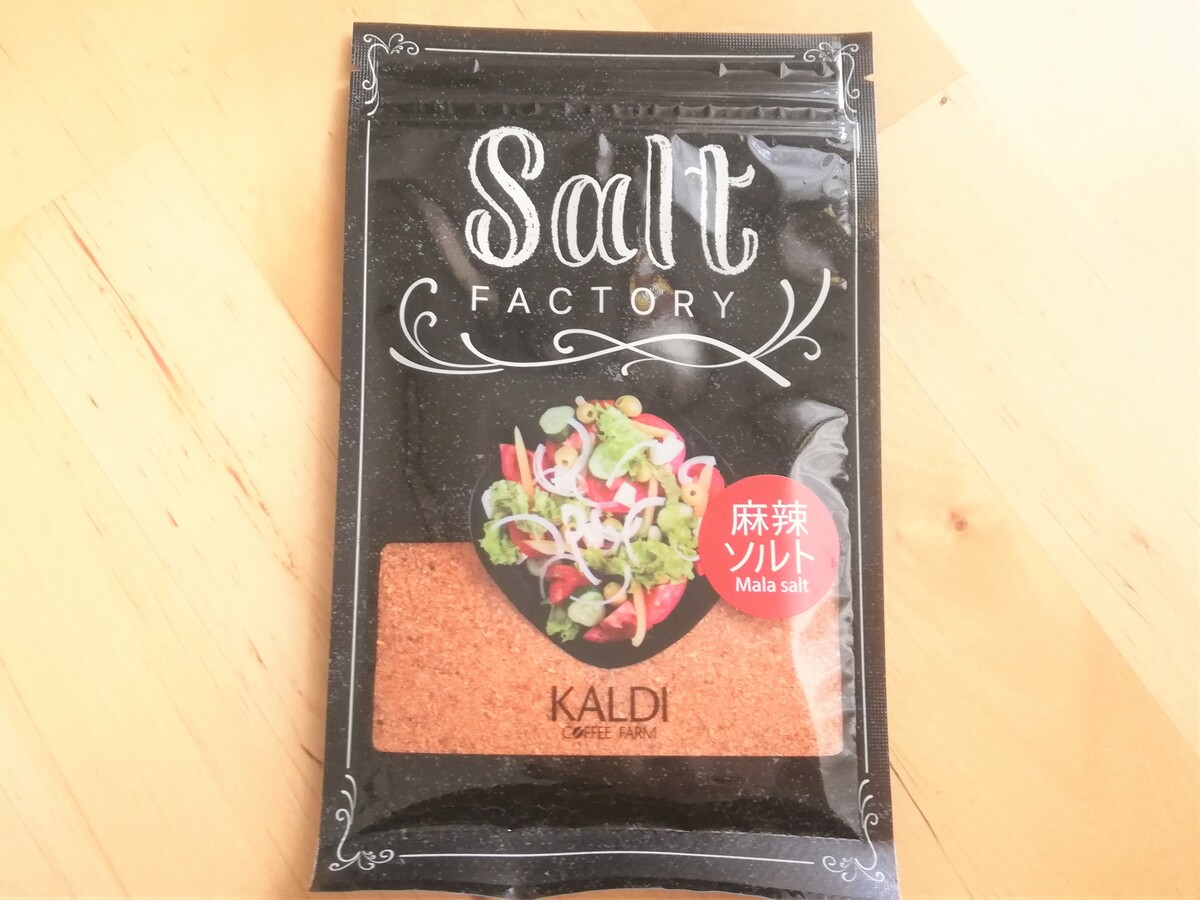 Salt
FACTORY
麻辣
ソルト
Mala salt
KALDI
COFFEE FARM